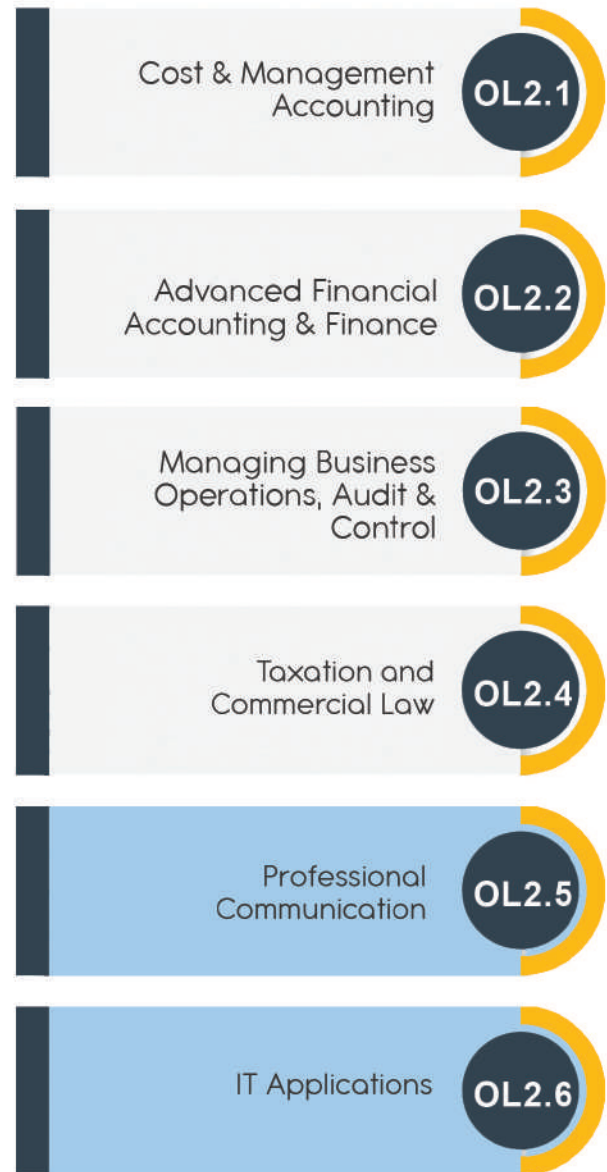 Cost & Management
Accounting
OL2.1
Advanced Financial
Accounting & Finance
OL2.2
Managing Business
Operations, Audit &
Control
OL2.3
Taxation and
Commercial Law
OL2.4
Professional
Communication
OL2.5
IT Applications
OL2.6